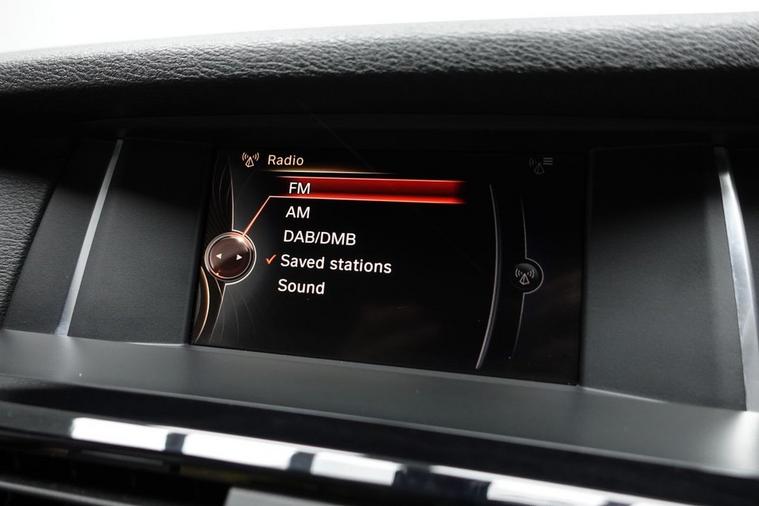 Radio
FM
AM
DAB/DMB
Saved stations
Sound